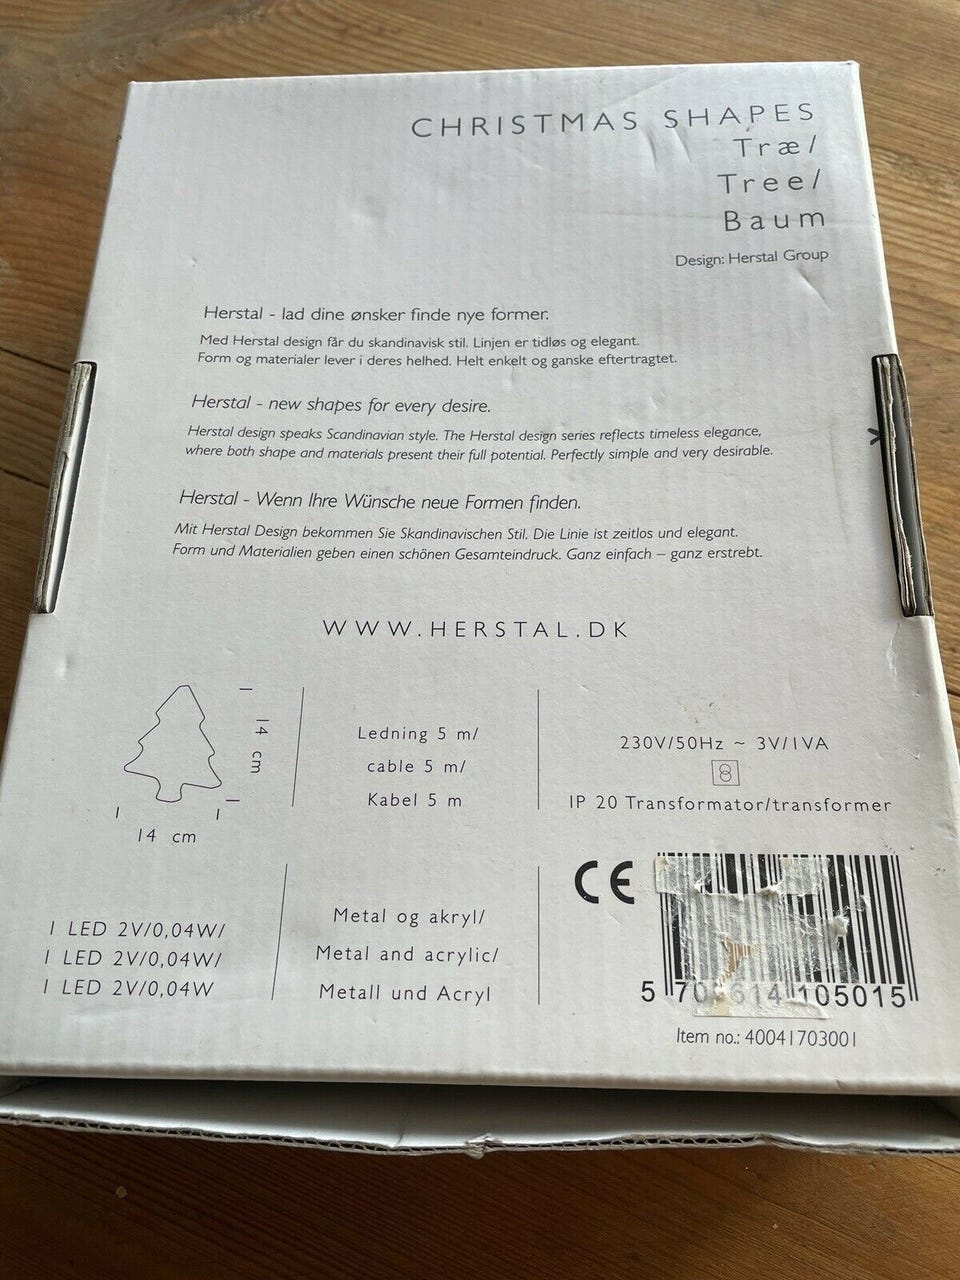 CHRISTMAS SHAPES
Træ/
Tree/
Baum
Design: Herstal Group
Herstal - lad dine ønsker finde nye former.
Med Herstal design får du skandinavisk stil. Linjen er tidløs og elegant.
Form og materialer lever i deres helhed. Helt enkelt og ganske eftertragtet.
Herstal - new shapes for every desire.
Herstal design speaks Scandinavian style. The Herstal design series reflects timeless elegance,
where both shape and materials present their full potential. Perfectly simple and very desirable.
Herstal - Wenn Ihre Wünsche neue Formen finden.
Mit Herstal Design bekommen Sie Skandinavischen Stil. Die Linie ist zeitlos und elegant.
Form und Materialien geben einen schönen Gesamteindruck. Ganz einfach – ganz erstrebt.
WWW.HERSTAL.DK
14 cm
14 cm
Ledning 5 m/
cable 5 m/
Kabel 5 m
230V/50Hz ~ 3V/1VA
8
IP 20 Transformator/transformer
1 LED 2V/0,04W/
1 LED 2V/0,04W/
1 LED 2V/0,04W
Metal og akryl/
Metal and acrylic/
Metall und Acryl
CE
5 105015
Item no.: 40041703001